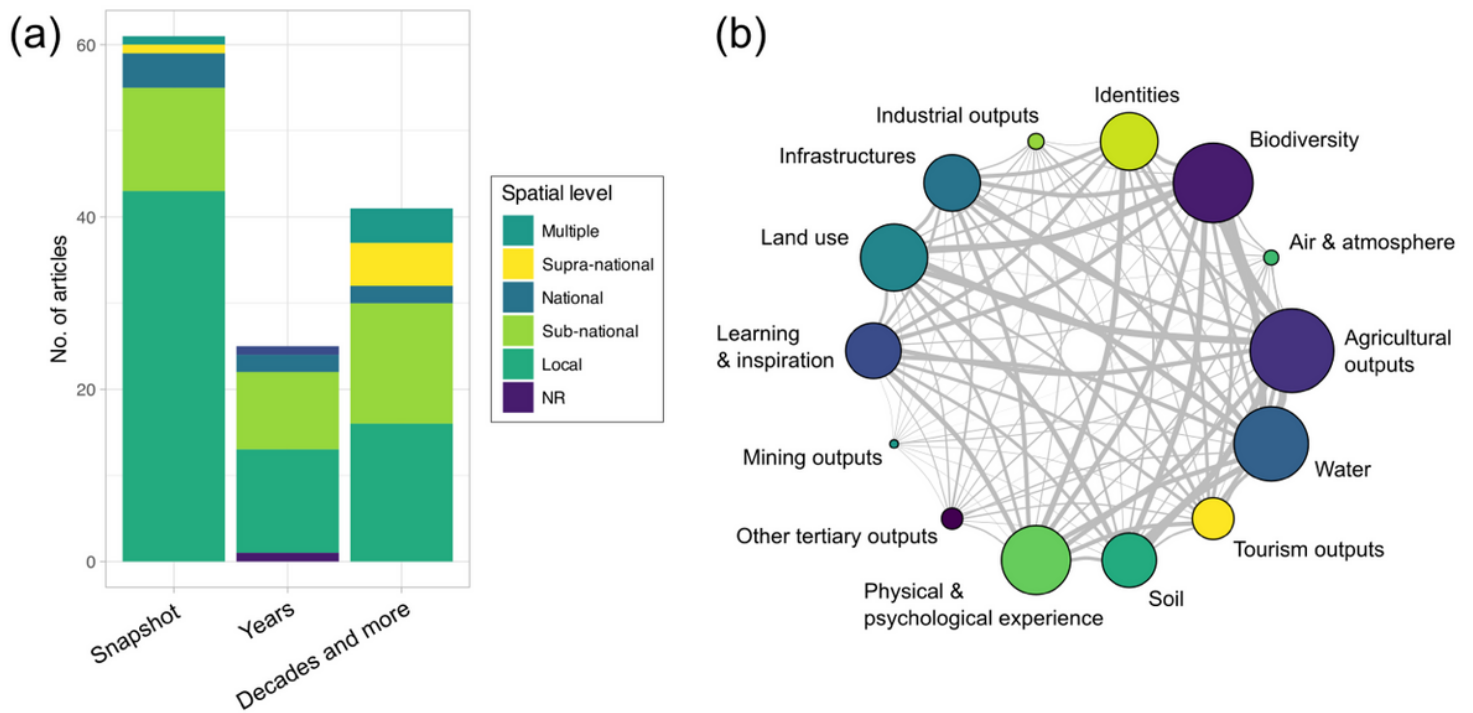 (a)
No. of articles
60
40
20
0
Snapshot
Years
Decades and more
Spatial level
Multiple
Supra-national
National
Sub-national
Local
NR
(b)
Identities
Industrial outputs
Biodiversity
Infrastructures
Land use
Air & atmosphere
Learning
& inspiration
Agricultural
outputs
Mining outputs
Water
Other tertiary outputs
Tourism outputs
Physical &
psychological experience
Soil